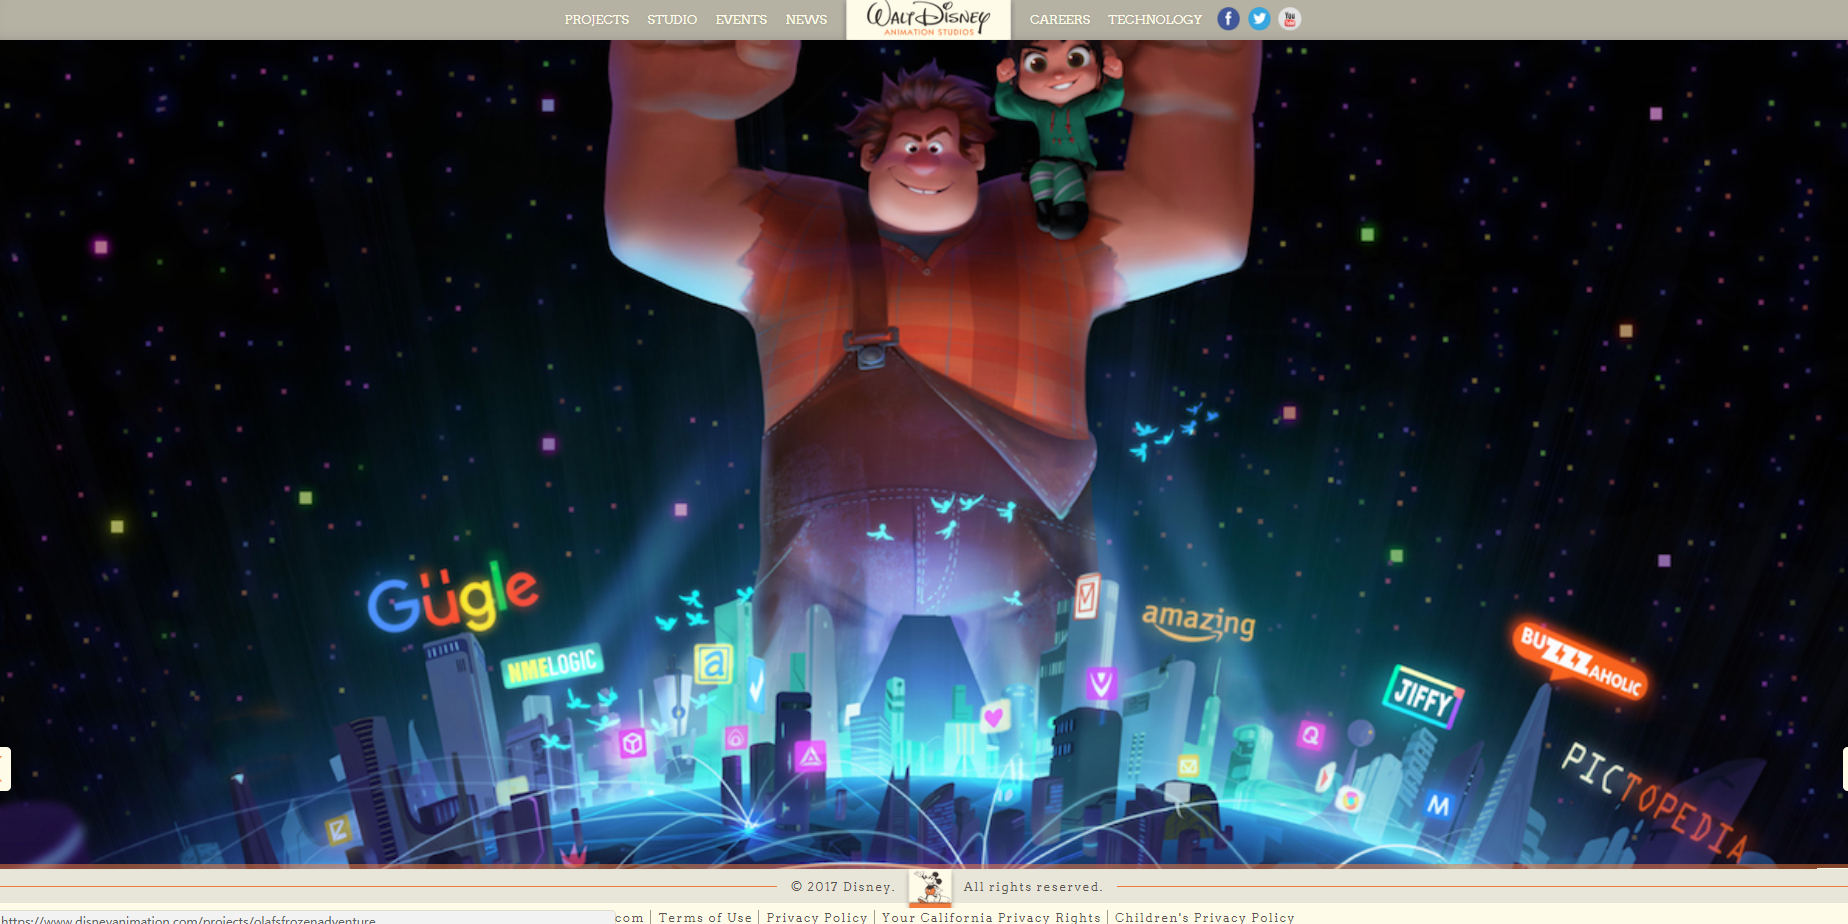 PROJECTS STUDIO EVENTS NEWS WALT DISNEY ANIMATION STUDIOS CAREERS TECHNOLOGY f You Tube
Gügle
amazing
NMELOGIC
a
BUZZZAHOLIC
JIFFY
V
Q
M
PICTOPEDIA
© 2017 Disney. All rights reserved.
https://www.disneyanimation.com/projects/olafsfrozenadventure com | Terms of Use | Privacy Policy | Your California Privacy Rights | Children's Privacy Policy